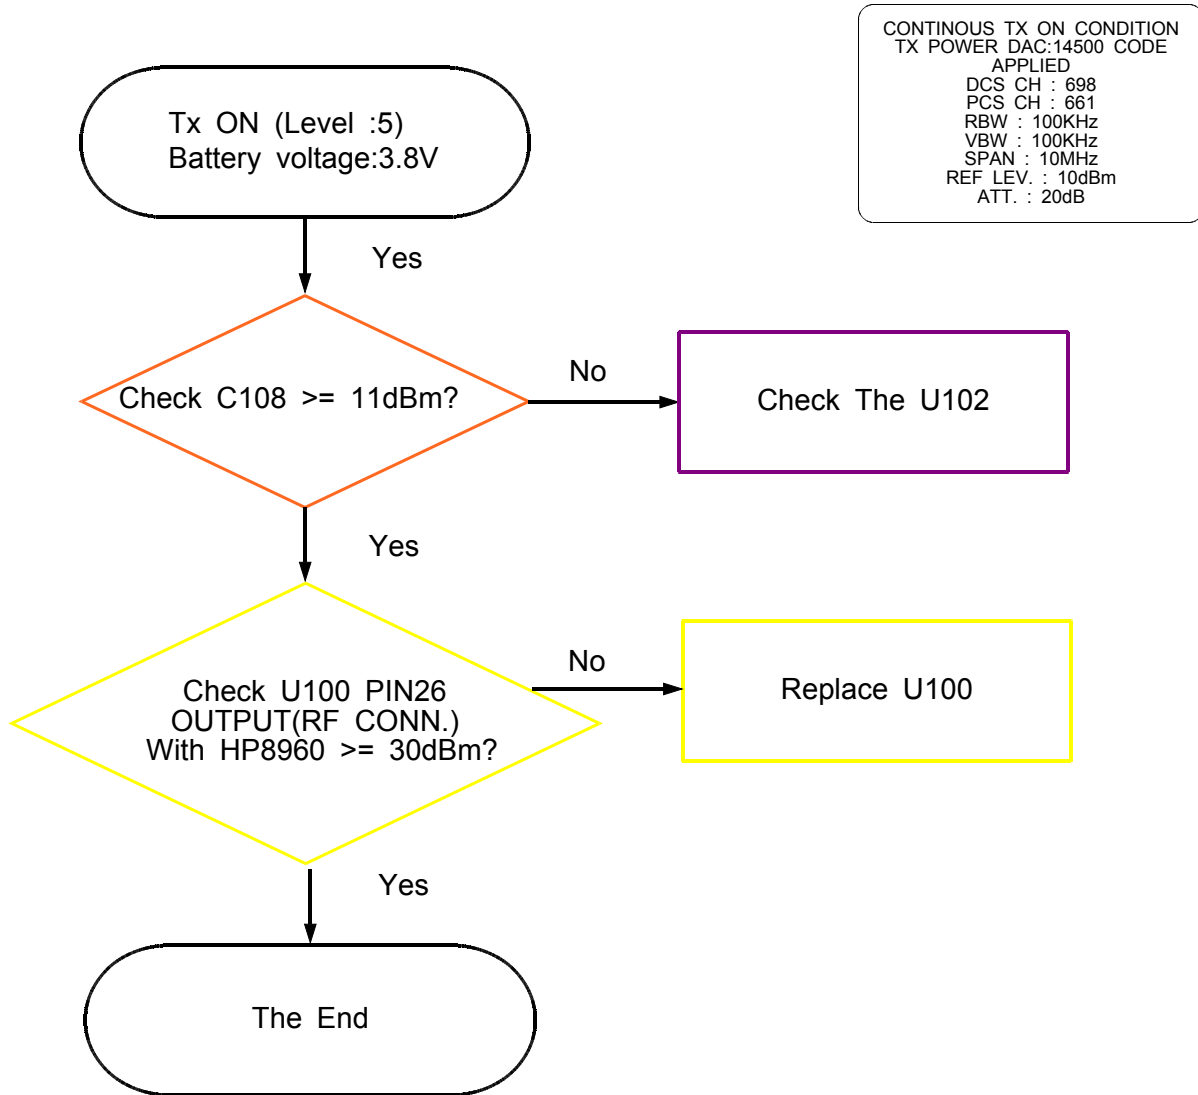 CONTINOUS TX ON CONDITION
TX POWER DAC:14500 CODE
APPLIED
DCS CH : 698
PCS CH : 661
RBW : 100KHz
VBW : 100KHz
SPAN : 10MHz
REF LEV. : 10dBm
ATT. : 20dB
Tx ON (Level :5)
Battery voltage:3.8V
Yes
Check C108 >= 11dBm?
No
Check The U102
Yes
Check U100 PIN26
OUTPUT(RF CONN.)
With HP8960 >= 30dBm?
No
Replace U100
Yes
The End